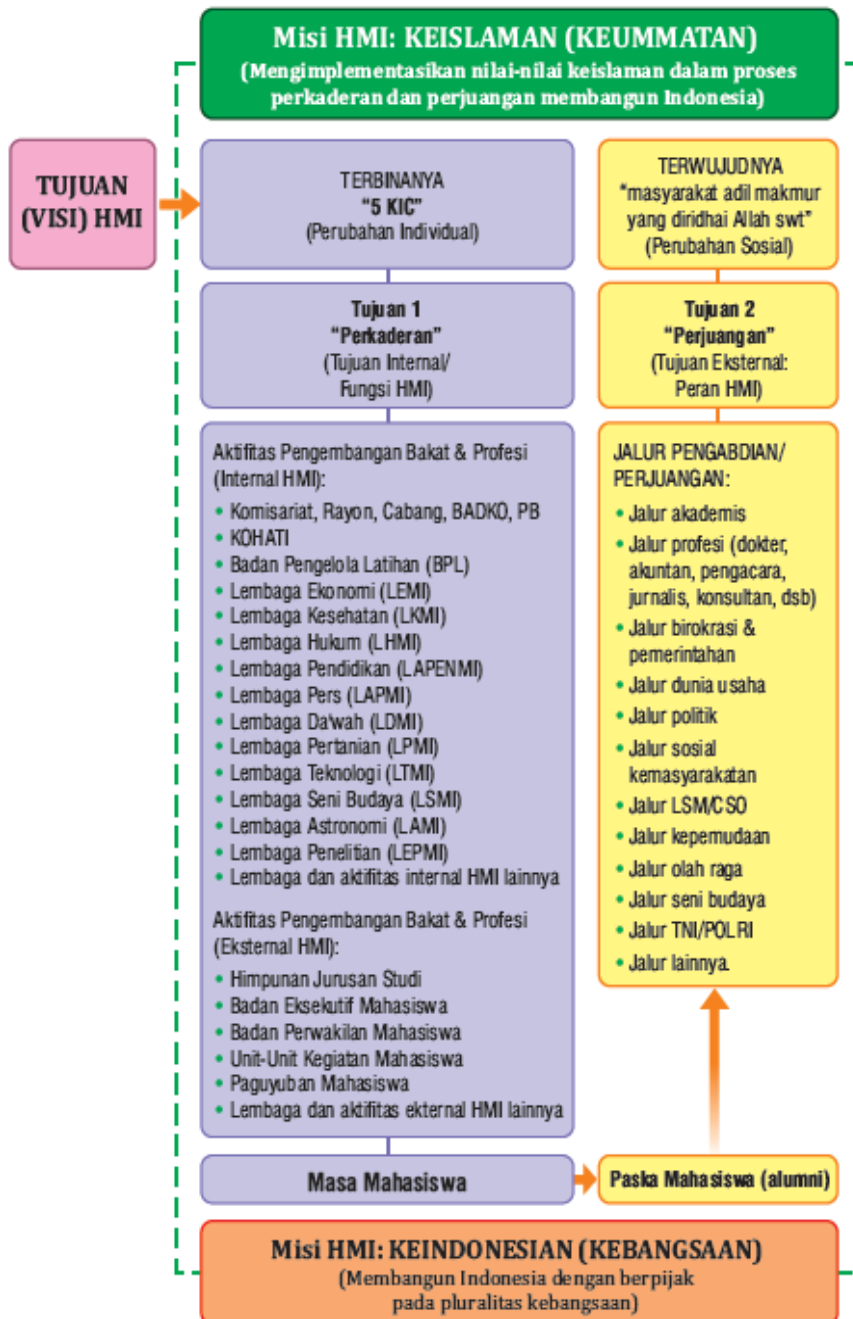 Misi HMI: KEISLAMAN (KEUMMATAN)
(Mengimplementasikan nilai-nilai keislaman dalam proses
perkaderan dan perjuangan membangun Indonesia)
TUJUAN
(VISI) HMI
TERBINANYA
“5 KIC”
(Perubahan Individual)
TERWUJUDNYA
“masyarakat adil makmur
yang diridhai Allah swt”
(Perubahan Sosial)
Tujuan 1
“Perkaderan”
(Tujuan Internal/
Fungsi HMI)
Tujuan 2
“Perjuangan”
(Tujuan Eksternal:
Peran HMI)
Aktifitas Pengembangan Bakat & Profesi
(Internal HMI):
• Komisariat, Rayon, Cabang, BADKO, PB
• KOHATI
• Badan Pengelola Latihan (BPL)
• Lembaga Ekonomi (LEMI)
• Lembaga Kesehatan (LKMI)
• Lembaga Hukum (LHMI)
• Lembaga Pendidikan (LAPENMI)
• Lembaga Pers (LAPMI)
• Lembaga Da'wah (LDMI)
• Lembaga Pertanian (LPMI)
• Lembaga Teknologi (LTMI)
• Lembaga Seni Budaya (LSMI)
• Lembaga Astronomi (LAMI)
• Lembaga Penelitian (LEPMI)
• Lembaga dan aktifitas internal HMI lainnya
Aktifitas Pengembangan Bakat & Profesi
(Eksternal HMI):
• Himpunan Jurusan Studi
• Badan Eksekutif Mahasiswa
• Badan Perwakilan Mahasiswa
• Unit-Unit Kegiatan Mahasiswa
• Paguyuban Mahasiswa
• Lembaga dan aktifitas ekternal HMI lainnya
JALUR PENGABDIAN/
PERJUANGAN:
• Jalur akademis
• Jalur profesi (dokter,
akuntan, pengacara,
jurnalis, konsultan, dsb)
• Jalur birokrasi &
pemerintahan
• Jalur dunia usaha
• Jalur politik
• Jalur sosial
kemasyarakatan
• Jalur LSM/CSO
• Jalur kepemudaan
• Jalur olah raga
• Jalur seni budaya
• Jalur TNI/POLRI
• Jalur lainnya.
Masa Mahasiswa
Paska Mahasiswa (alumni)
Misi HMI: KEINDONESIAN (KEBANGSAAN)
(Membangun Indonesia dengan berpijak
pada pluralitas kebangsaan)